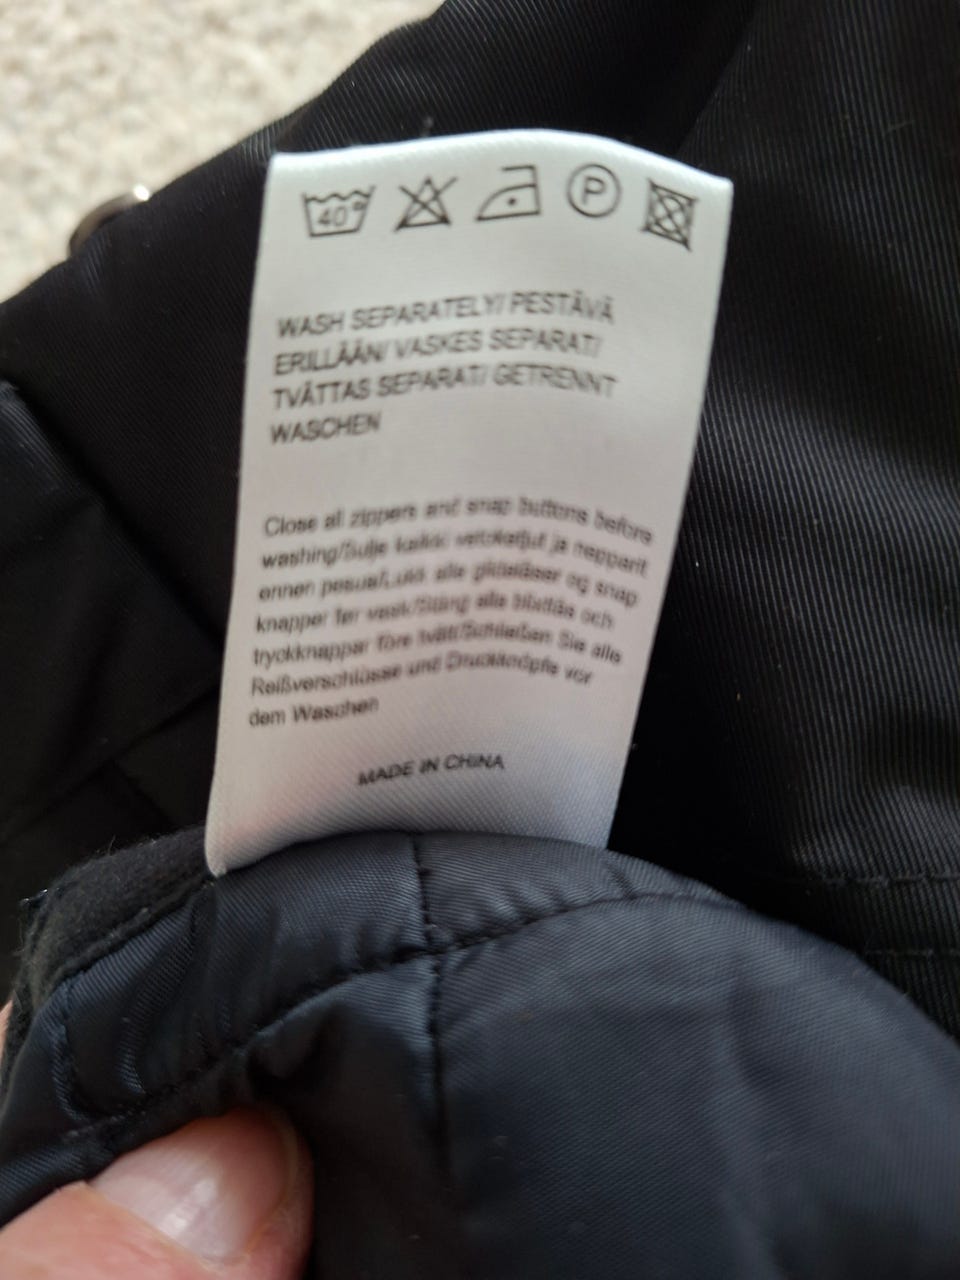 40°
P
WASH SEPARATELY/ PESTÄVÄ
ERILLÄÄN/ VASKES SEPARAT/
TVÄTTAS SEPARAT/ GETRENNT
WASCHEN
Close all zippers and snap buttons before
washing/Sulje kaikki vetoketjut ja nepparit
ennen pesua/Lukk alle glidelåser og snap
knapper før vask/Stäng alla blixtlås och
tryckknappar före tvätt/Schließen Sie alle
Reißverschlüsse und Druckknöpfe vor
dem Waschen
MADE IN CHINA